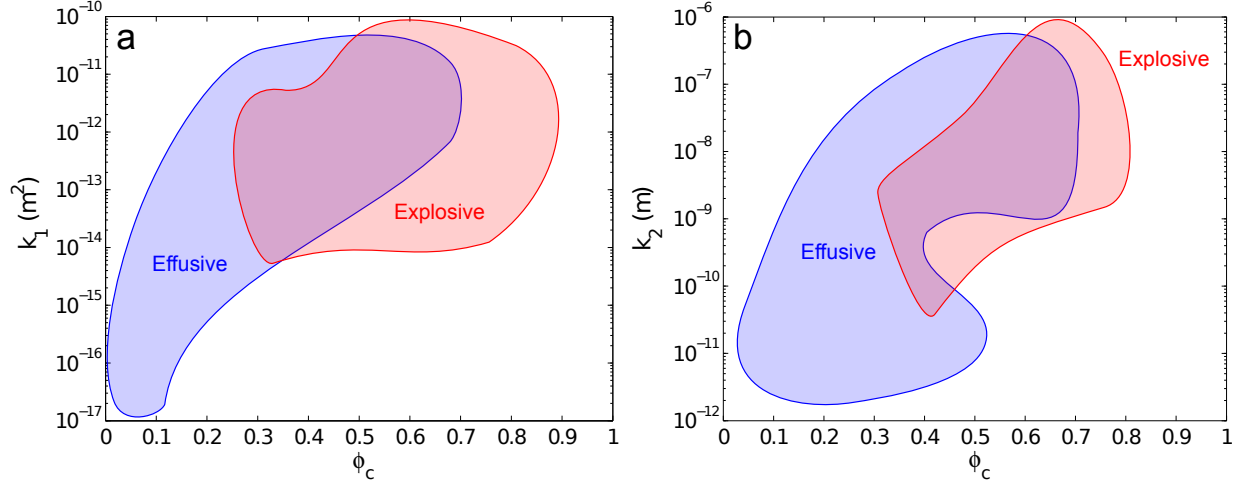 a
10⁻¹⁰
10⁻¹¹
10⁻¹²
10⁻¹³
10⁻¹⁴
10⁻¹⁵
10⁻¹⁶
10⁻¹⁷
k₁ (m²)
Effusive
Explosive
0 0.1 0.2 0.3 0.4 0.5 0.6 0.7 0.8 0.9 1
ϕ_c
b
10⁻⁶
10⁻⁷
10⁻⁸
10⁻⁹
10⁻¹⁰
10⁻¹¹
10⁻¹²
k₂ (m)
Explosive
Effusive
0 0.1 0.2 0.3 0.4 0.5 0.6 0.7 0.8 0.9 1
ϕ_c